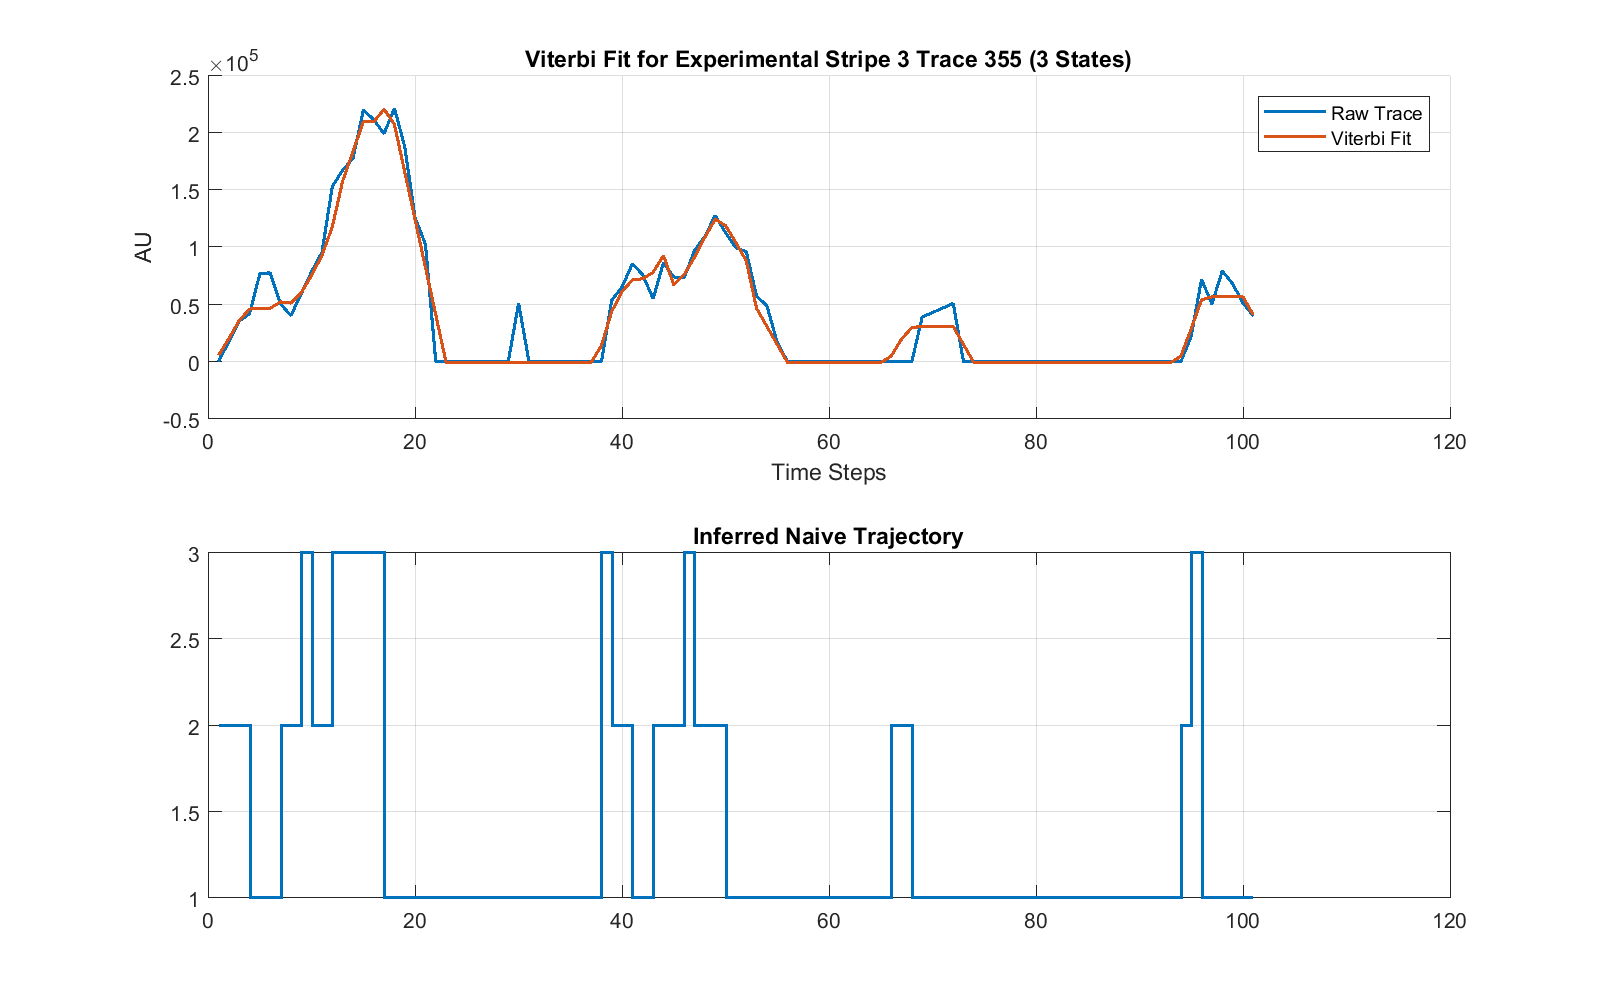 Viterbi Fit for Experimental Stripe 3 Trace 355 (3 States)
×10^5
2.5
2
1.5
1
0.5
0
-0.5
AU
Raw Trace
Viterbi Fit
0 20 40 60 80 100 120
Time Steps
Inferred Naive Trajectory
3
2.5
2
1.5
1
0 20 40 60 80 100 120